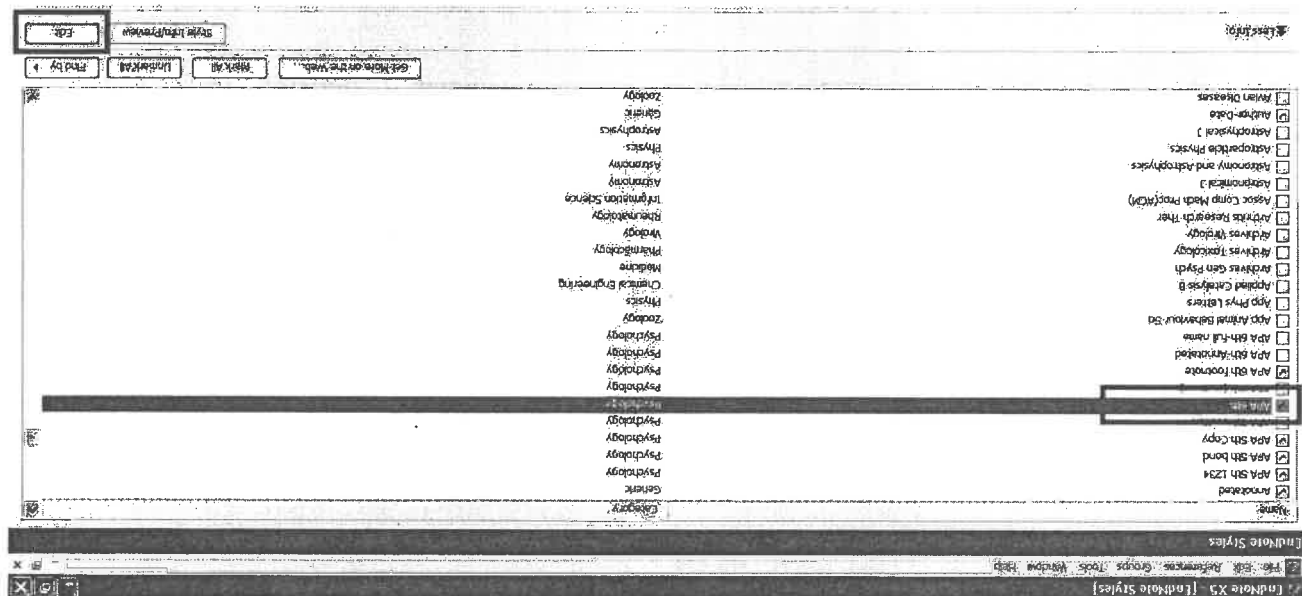 EndNote X5 - [EndNote Styles]
File Edit References Groups Tools Window Help
EndNote Styles
Name Category
Annotated Generic
APA 5th 1234 Psychology
APA 5th bond Psychology
APA 5th Copy Psychology
Psychology
APA 6th Psychology
Psychology
APA 6th Footnote Psychology
APA 6th-Annotated Psychology
APA 6th-full name Psychology
App Animal Behaviour Sci Zoology
App Phys Letters Physics
Applied Catalysis B Chemical Engineering
Archives Gen Psych Medicine
Archives Toxicology Pharmacology
Archives Virology Virology
Arthritis Research Ther Rheumatology
Assoc Comp Mach Proc(ACM) Information Science
Astronomical J Astronomy
Astronomy and Astrophysics Astronomy
Astroparticle Physics Physics
Astrophysical J Astrophysics
Author-Date Generic
Avian Diseases Zoology
Get More on the Web... Mark All Unmark All Find by
Less Info: Style Info/Preview Edit